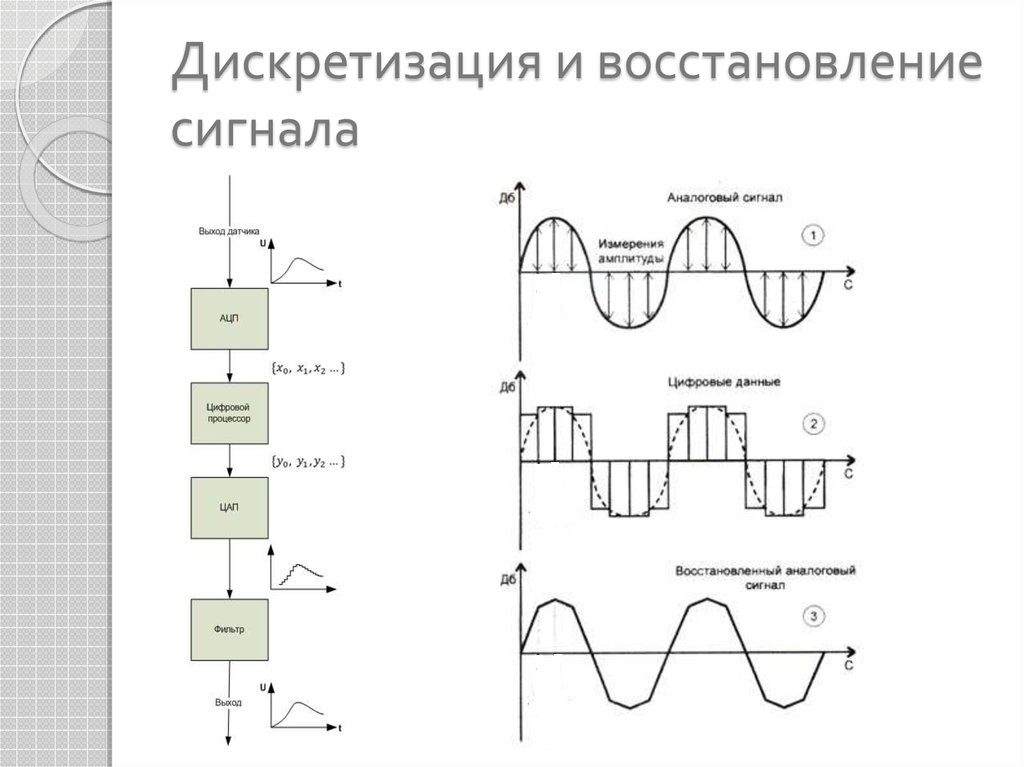 Дискретизация и восстановление
сигнала
Выход датчика
U
t
АЦП
{x₀, x₁, x₂ ...}
Цифровой
процессор
{y₀, y₁, y₂ ...}
ЦАП
Фильтр
U
Выход
t
Дб
Аналоговый сигнал
1
Измерения
амплитуды
С
Дб
Цифровые данные
2
С
Дб
Восстановленный аналоговый
сигнал
3
С